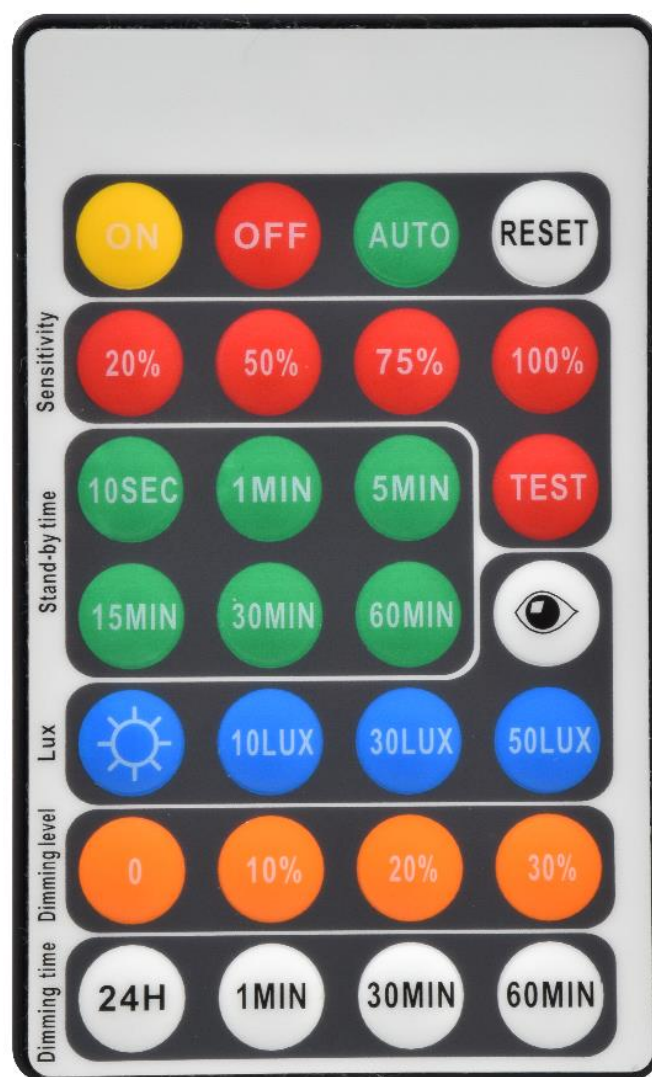 ON OFF AUTO RESET
Sensitivity
20% 50% 75% 100%
TEST
Stand-by time
10SEC 1MIN 5MIN
15MIN 30MIN 60MIN
Lux
10LUX 30LUX 50LUX
Dimming level
0 10% 20% 30%
Dimming time
24H 1MIN 30MIN 60MIN